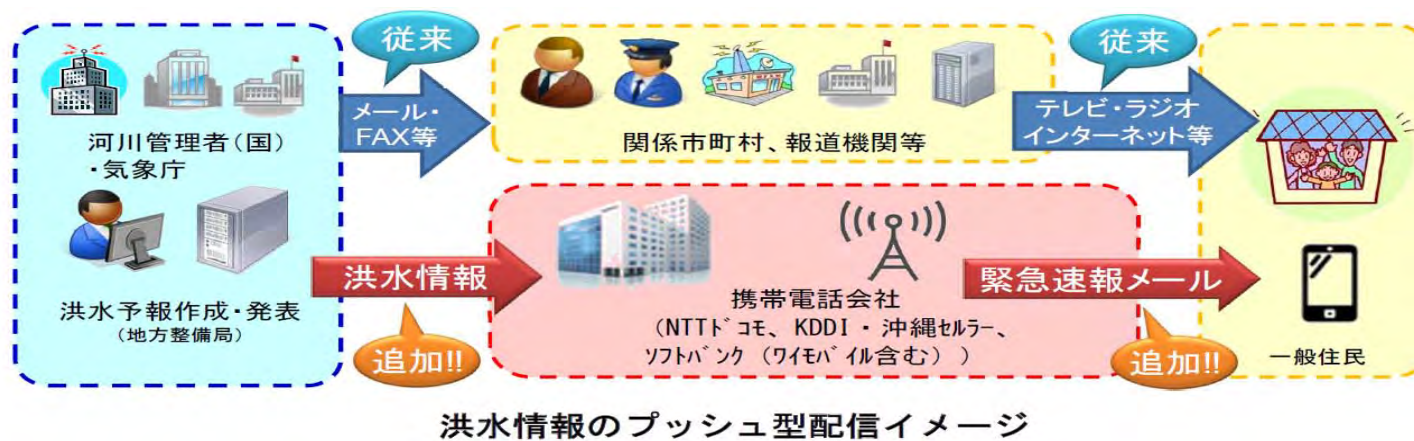 従来
従来
メール・
FAX等
テレビ・ラジオ
インターネット等
河川管理者(国)
・気象庁
関係市町村、報道機関等
洪水情報
緊急速報メール
携帯電話会社
(NTTドコモ、KDDI・沖縄セルラー、
ソフトバンク(ワイモバイル含む))
洪水予報作成・発表
(地方整備局)
追加!!
追加!!
一般住民
洪水情報のプッシュ型配信イメージ